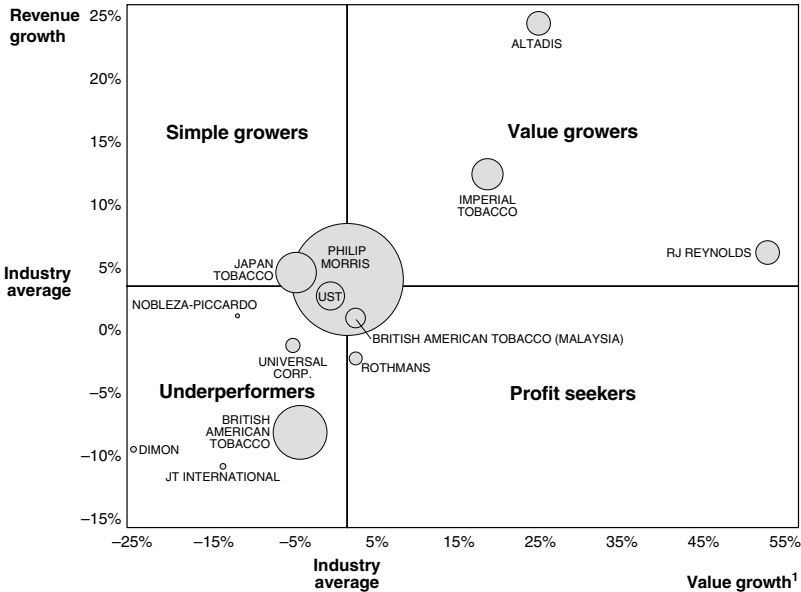 Revenue
growth
25%
20%
15%
10%
5%
Industry
average
0%
–5%
–10%
–15%
ALTADIS
Simple growers
Value growers
IMPERIAL
TOBACCO
RJ REYNOLDS
PHILIP
MORRIS
JAPAN
TOBACCO
UST
NOBLEZA-PICCARDO
BRITISH AMERICAN TOBACCO (MALAYSIA)
UNIVERSAL
CORP.
ROTHMANS
Underperformers
Profit seekers
BRITISH
AMERICAN
TOBACCO
DIMON
JT INTERNATIONAL
–25%
–15%
–5%
5%
15%
25%
35%
45%
55%
Industry
average
Value growth1